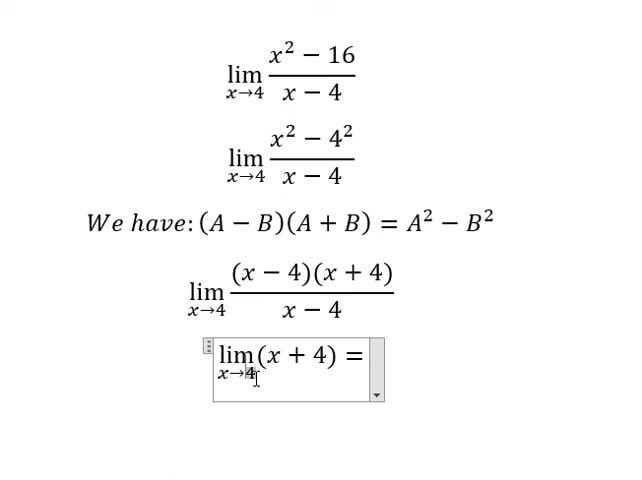 lim x→4 (x² − 16)/(x − 4)
lim x→4 (x² − 4²)/(x − 4)
We have: (A − B)(A + B) = A² − B²
lim x→4 ((x − 4)(x + 4))/(x − 4)
lim x→4 (x + 4) =